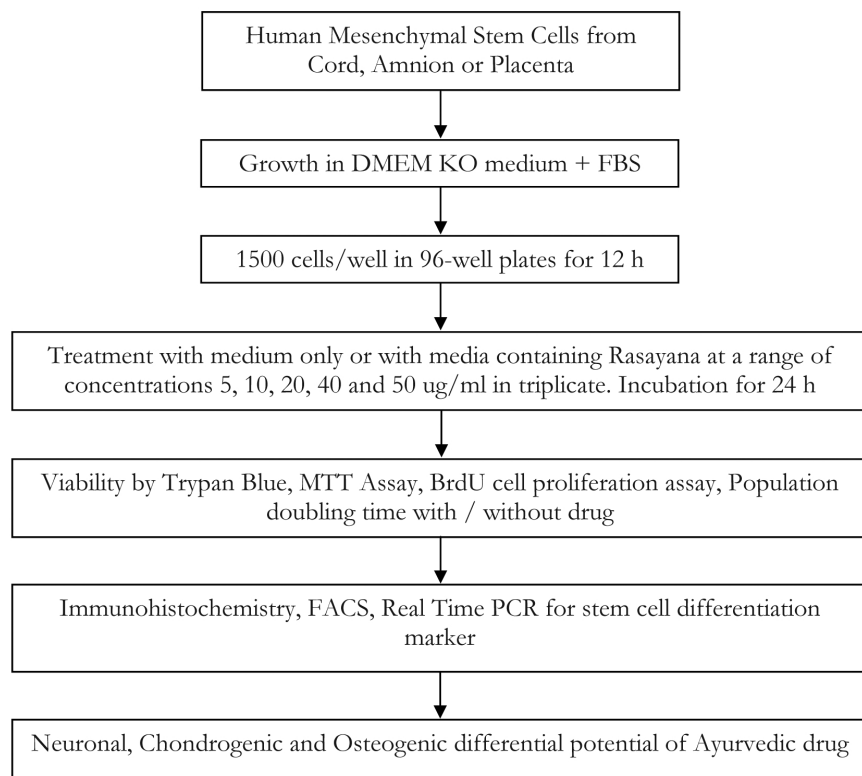 Human Mesenchymal Stem Cells from
Cord, Amnion or Placenta
Growth in DMEM KO medium + FBS
1500 cells/well in 96-well plates for 12 h
Treatment with medium only or with media containing Rasayana at a range of
concentrations 5, 10, 20, 40 and 50 ug/ml in triplicate. Incubation for 24 h
Viability by Trypan Blue, MTT Assay, BrdU cell proliferation assay, Population
doubling time with / without drug
Immunohistochemistry, FACS, Real Time PCR for stem cell differentiation
marker
Neuronal, Chondrogenic and Osteogenic differential potential of Ayurvedic drug